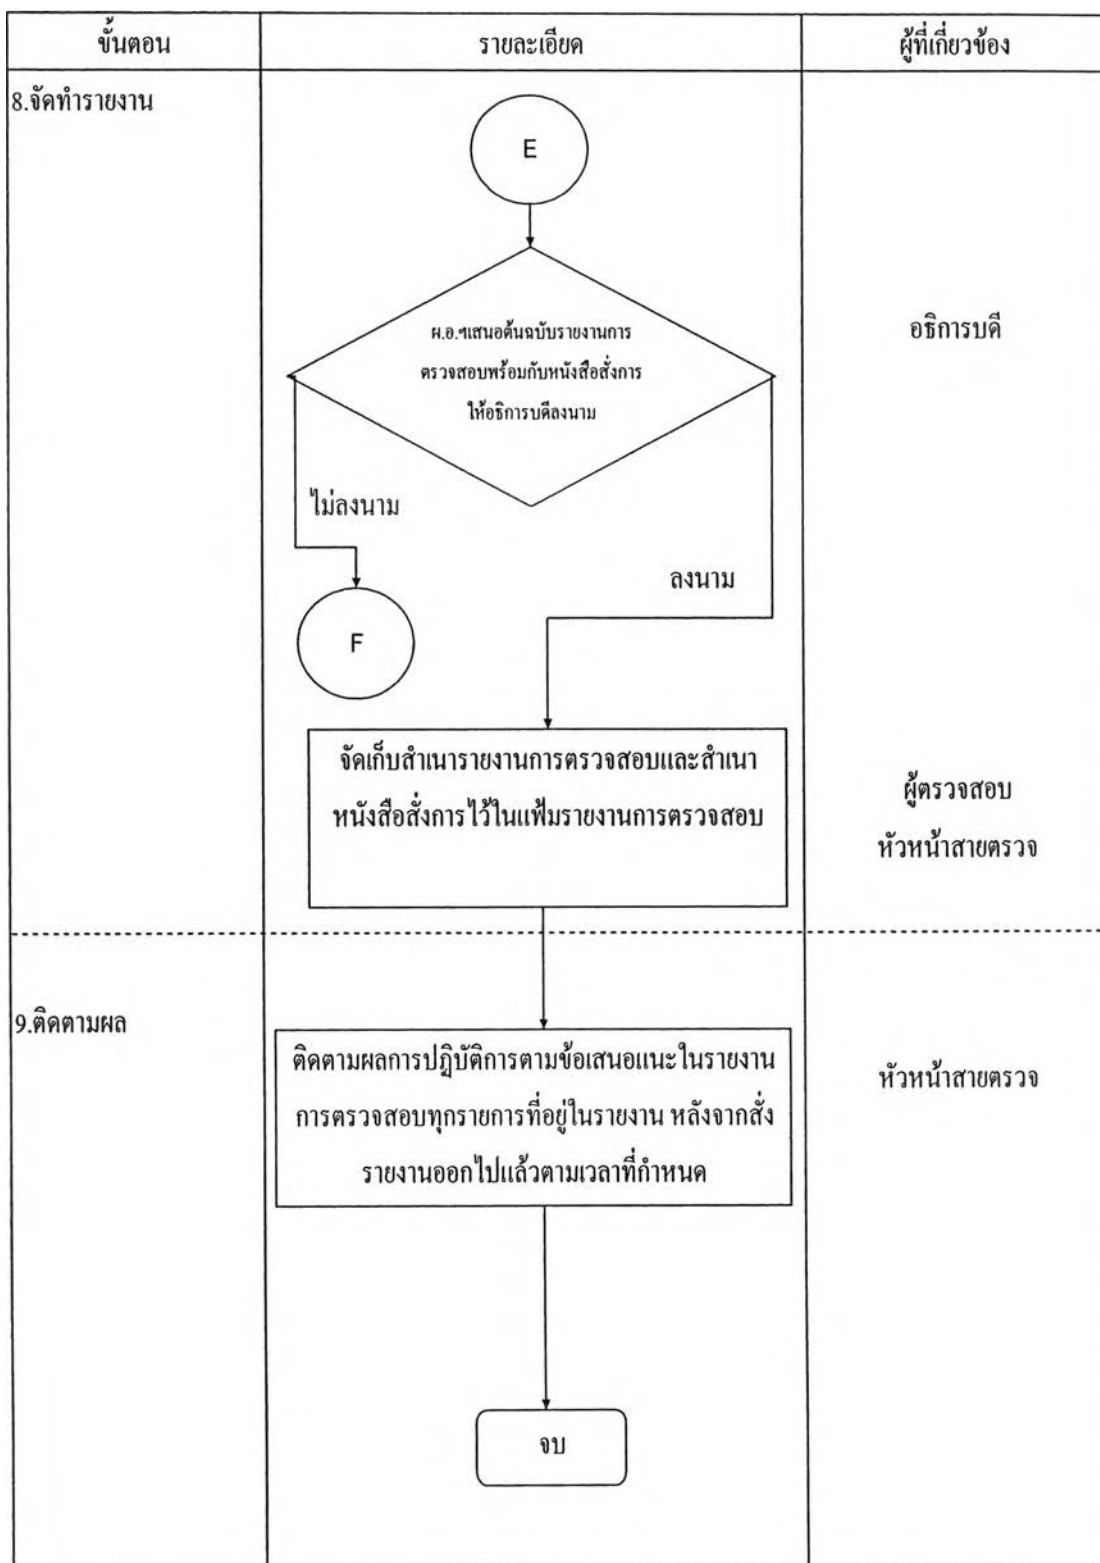 ขั้นตอน
รายละเอียด
ผู้ที่เกี่ยวข้อง
8.จัดทำรายงาน
E
ผ.อ.ฯเสนอต้นฉบับรายงานการ
ตรวจสอบพร้อมกับหนังสือสั่งการ
ให้อธิการบดีลงนาม
อธิการบดี
ไม่ลงนาม
ลงนาม
F
จัดเก็บสำเนารายงานการตรวจสอบและสำเนา
หนังสือสั่งการไว้ในแฟ้มรายงานการตรวจสอบ
ผู้ตรวจสอบ
หัวหน้าสายตรวจ
9.ติดตามผล
ติดตามผลการปฏิบัติการตามข้อเสนอแนะในรายงาน
การตรวจสอบทุกรายการที่อยู่ในรายงาน หลังจากสั่ง
รายงานออกไปแล้วตามเวลาที่กำหนด
หัวหน้าสายตรวจ
จบ